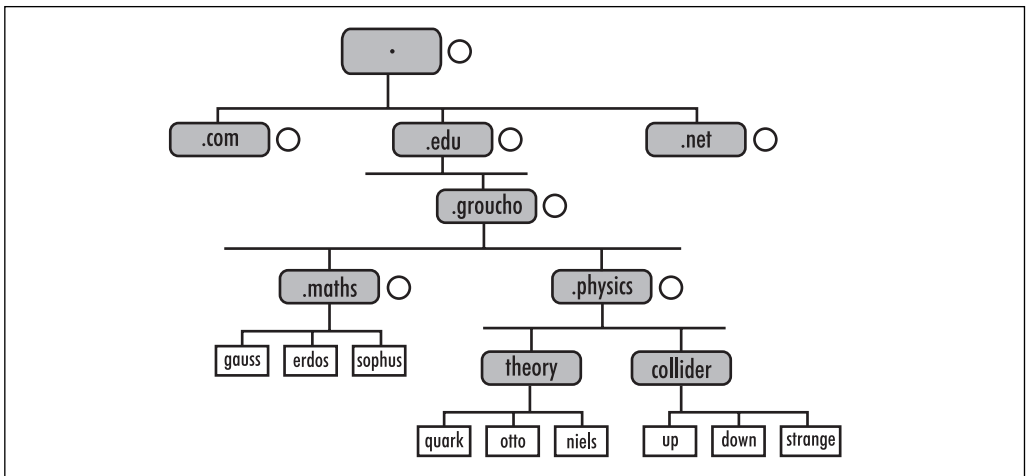 .
.com .edu .net
.groucho
.maths .physics
gauss erdos sophus theory collider
quark otto niels up down strange